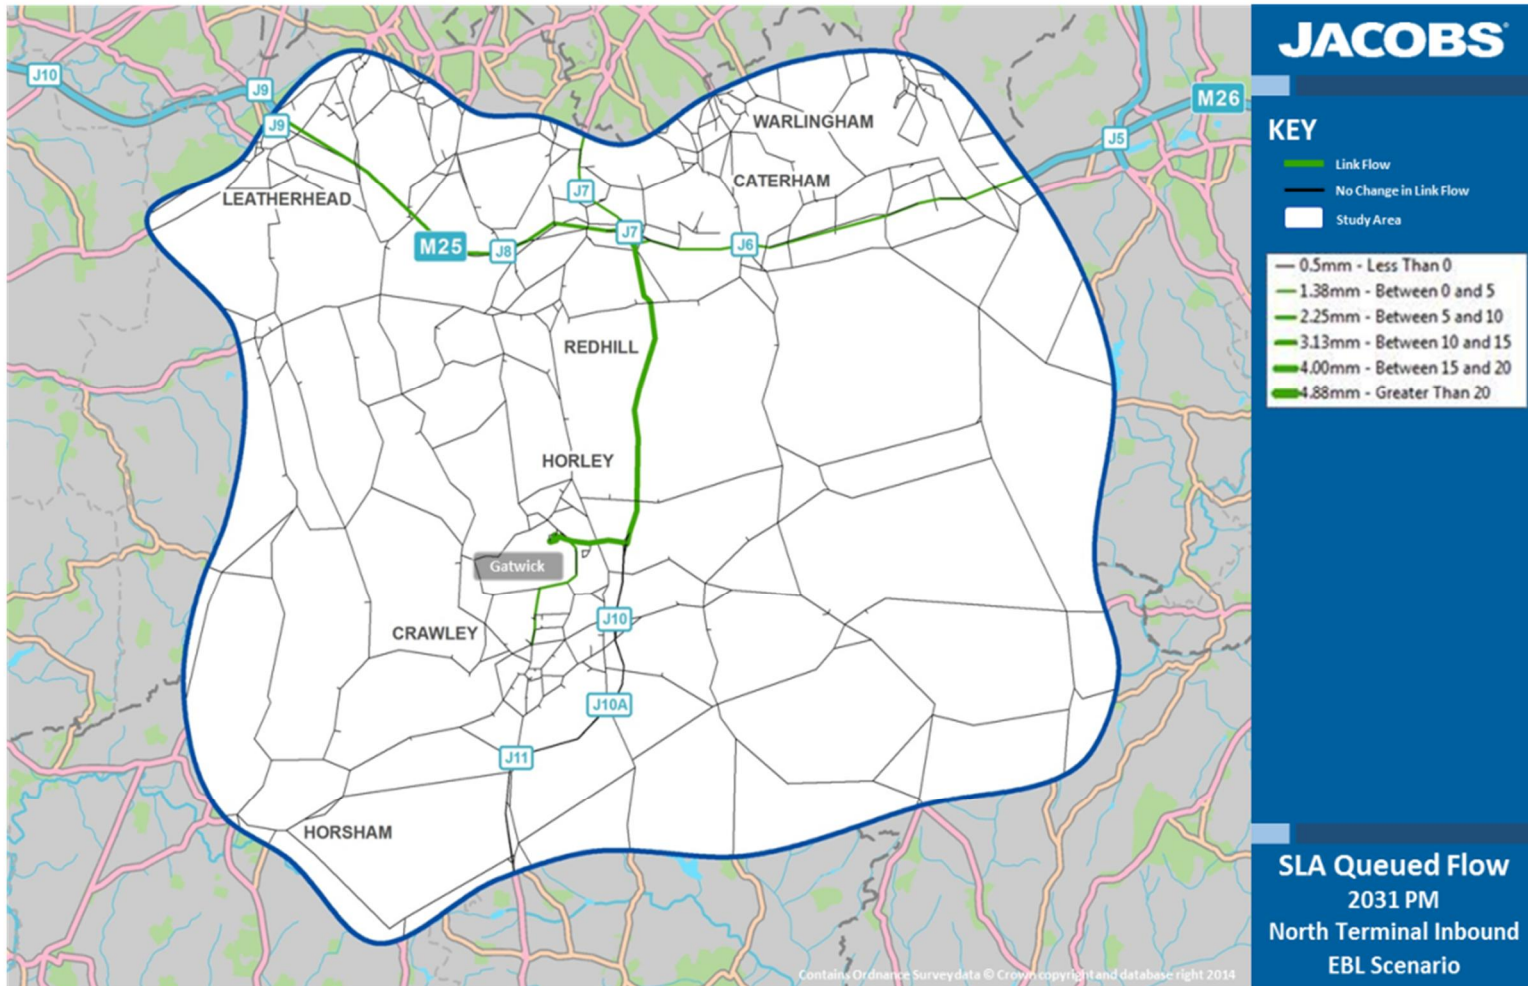 JACOBS
J10
J9
M26
J9
J5
WARLINGHAM
KEY
Link Flow
CATERHAM
J7
No Change in Link Flow
LEATHERHEAD
Study Area
J7
M25
J8
J6
0.5mm - Less Than 0
1.38mm - Between 0 and 5
2.25mm - Between 5 and 10
3.13mm - Between 10 and 15
4.00mm - Between 15 and 20
4.88mm - Greater Than 20
REDHILL
HORLEY
Gatwick
J10
CRAWLEY
J10A
J11
HORSHAM
SLA Queued Flow
2031 PM
North Terminal Inbound
EBL Scenario
Contains Ordnance Survey data © Crown copyright and database right 2014